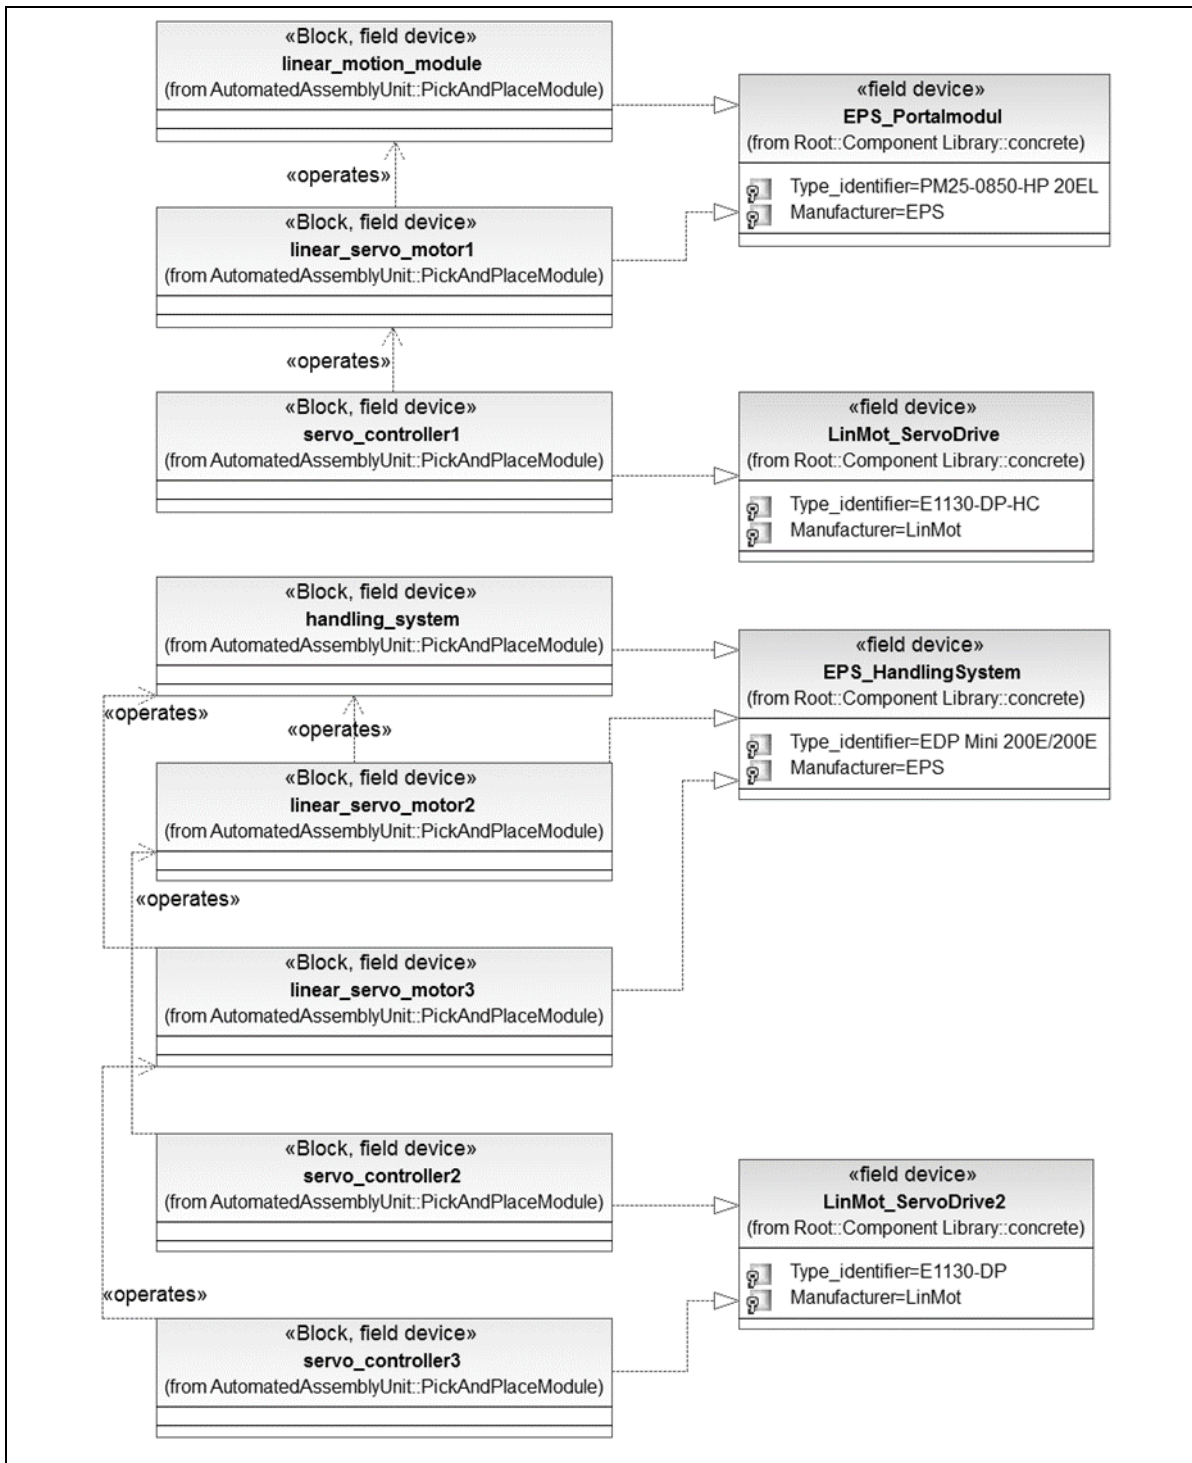 «Block, field device»
linear_motion_module
(from AutomatedAssemblyUnit::PickAndPlaceModule)
«field device»
EPS_Portalmodul
(from Root::Component Library::concrete)
Type_identifier=PM25-0850-HP 20EL
Manufacturer=EPS
«operates»
«Block, field device»
linear_servo_motor1
(from AutomatedAssemblyUnit::PickAndPlaceModule)
«operates»
«Block, field device»
servo_controller1
(from AutomatedAssemblyUnit::PickAndPlaceModule)
«field device»
LinMot_ServoDrive
(from Root::Component Library::concrete)
Type_identifier=E1130-DP-HC
Manufacturer=LinMot
«Block, field device»
handling_system
(from AutomatedAssemblyUnit::PickAndPlaceModule)
«field device»
EPS_HandlingSystem
(from Root::Component Library::concrete)
Type_identifier=EDP Mini 200E/200E
Manufacturer=EPS
«operates»
«operates»
«Block, field device»
linear_servo_motor2
(from AutomatedAssemblyUnit::PickAndPlaceModule)
«operates»
«Block, field device»
linear_servo_motor3
(from AutomatedAssemblyUnit::PickAndPlaceModule)
«Block, field device»
servo_controller2
(from AutomatedAssemblyUnit::PickAndPlaceModule)
«field device»
LinMot_ServoDrive2
(from Root::Component Library::concrete)
Type_identifier=E1130-DP
Manufacturer=LinMot
«operates»
«Block, field device»
servo_controller3
(from AutomatedAssemblyUnit::PickAndPlaceModule)